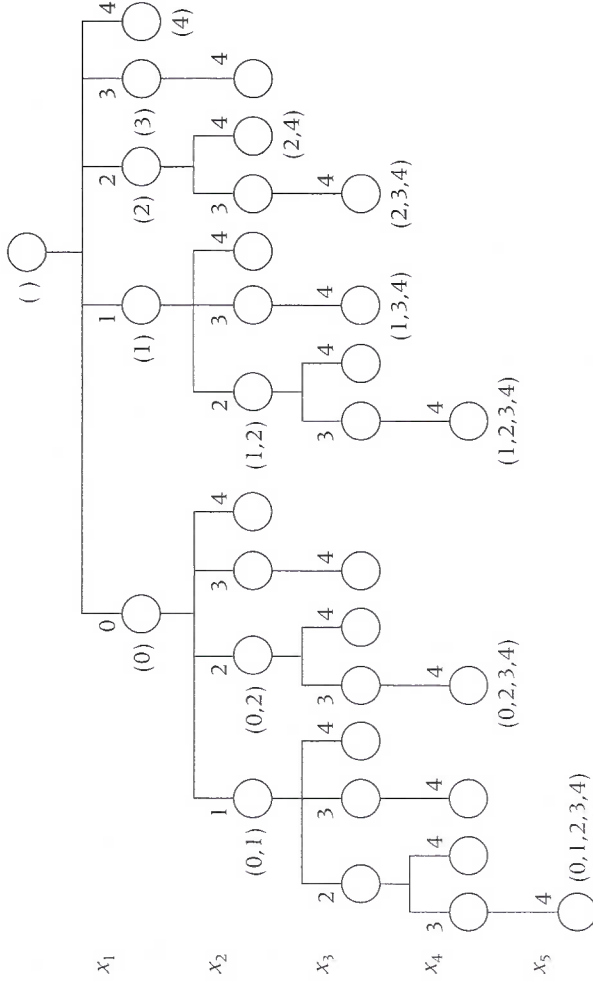 ( )
x₁ 0 1 2 3 4
(0) (1) (2) (3) (4)
x₂ 1 2 3 4 2 3 4 3 4 4
(0,1) (0,2) (1,2) (2,4)
x₃ 2 3 4 3 4 4 3 4 4 4
(1,3,4) (2,3,4)
x₄ 3 4 4 4 4
(0,2,3,4) (1,2,3,4)
x₅ 4 (0,1,2,3,4)